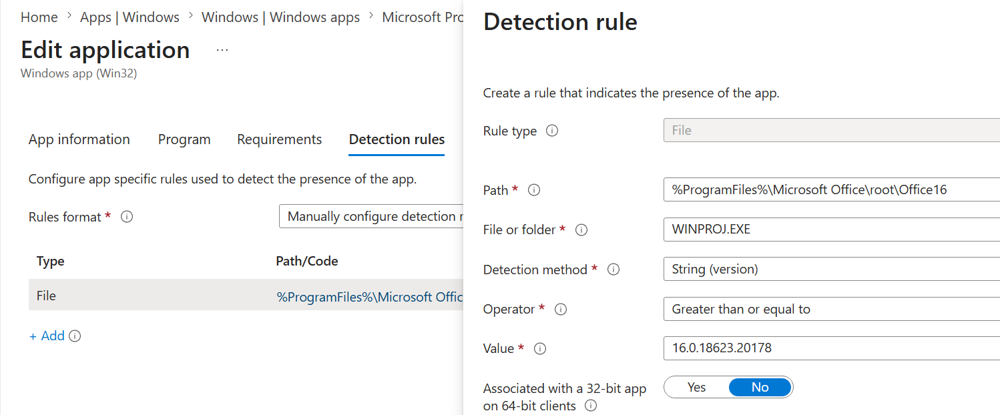 Home > Apps | Windows > Windows | Windows apps > Microsoft Pro
Edit application ...
Windows app (Win32)
App information Program Requirements Detection rules
Configure app specific rules used to detect the presence of the app.
Rules format * Manually configure detection r
Type Path/Code
File %ProgramFiles%\Microsoft Offic
+ Add
Detection rule
Create a rule that indicates the presence of the app.
Rule type File
Path * %ProgramFiles%\Microsoft Office\root\Office16
File or folder * WINPROJ.EXE
Detection method * String (version)
Operator * Greater than or equal to
Value * 16.0.18623.20178
Associated with a 32-bit app Yes No
on 64-bit clients